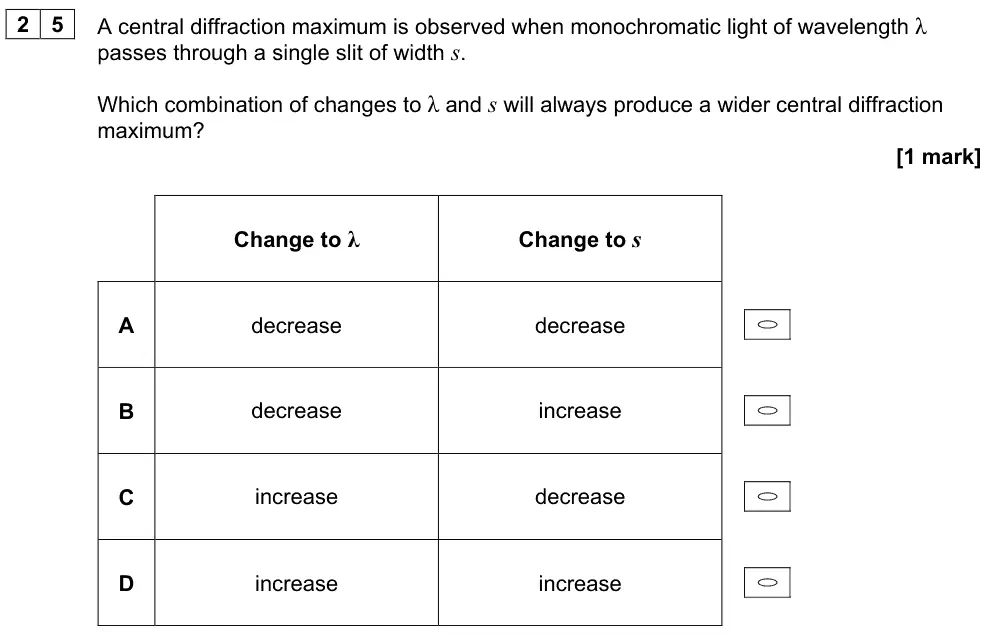 2 5 A central diffraction maximum is observed when monochromatic light of wavelength λ
passes through a single slit of width s.
Which combination of changes to λ and s will always produce a wider central diffraction
maximum?
[1 mark]
Change to λ Change to s
A decrease decrease
B decrease increase
C increase decrease
D increase increase